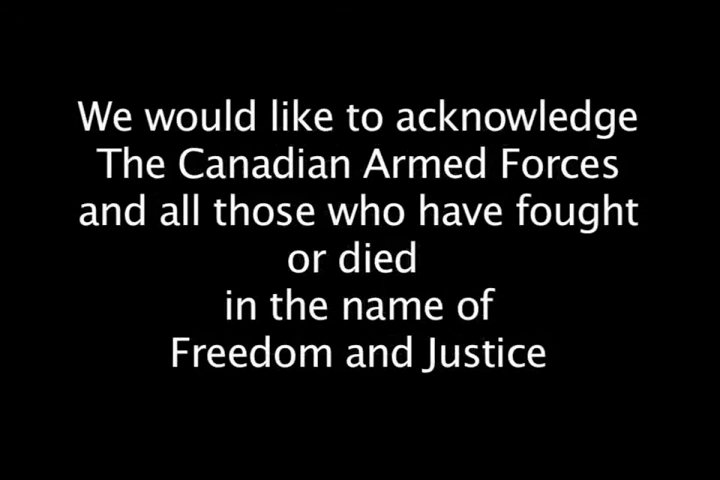 We would like to acknowledge
The Canadian Armed Forces
and all those who have fought
or died
in the name of
Freedom and Justice